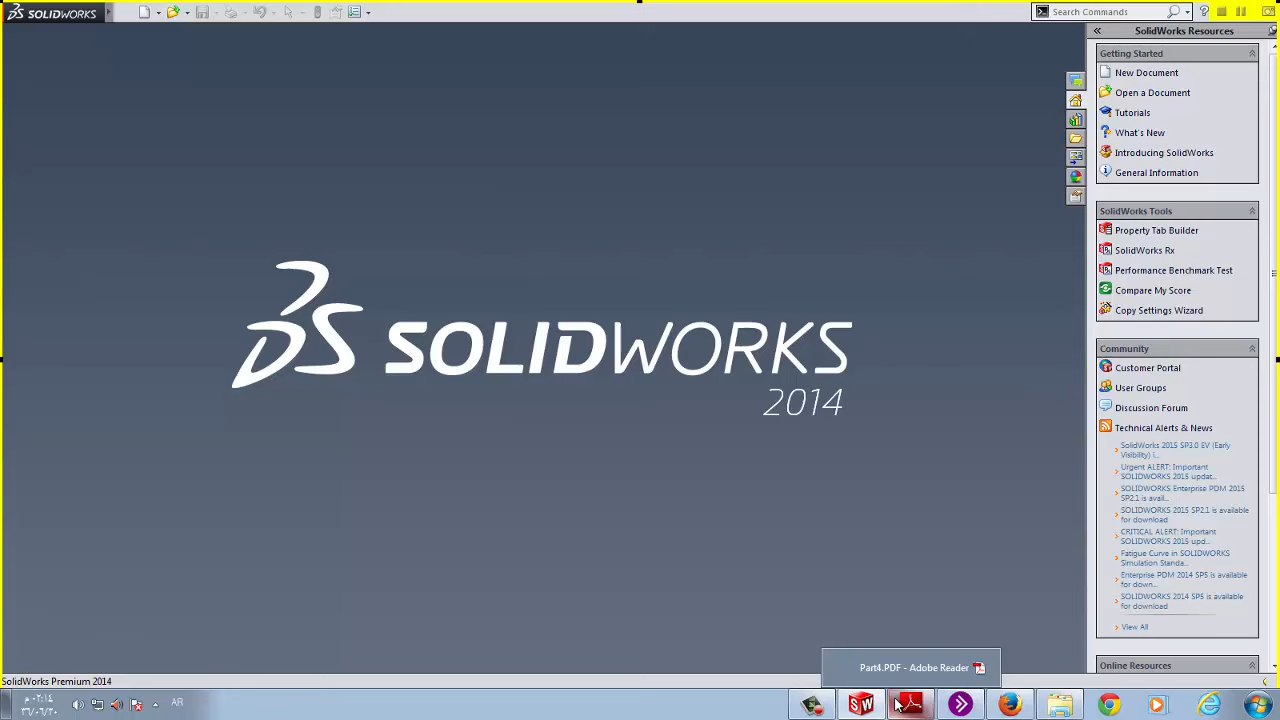 SOLIDWORKS
Search Commands
SolidWorks Resources
Getting Started
New Document
Open a Document
Tutorials
What's New
Introducing SolidWorks
General Information
SolidWorks Tools
Property Tab Builder
SolidWorks Rx
Performance Benchmark Test
Compare My Score
Copy Settings Wizard
Community
Customer Portal
User Groups
Discussion Forum
Technical Alerts & News
SolidWorks 2015 SP3.0 EV (Early
Visibility) i...
Urgent ALERT: Important
SOLIDWORKS 2015 updat...
SOLIDWORKS Enterprise PDM 2015
SP2.1 is avail...
SOLIDWORKS 2015 SP2.1 is available
for download
CRITICAL ALERT: Important
SOLIDWORKS 2015 upd...
Fatigue Curve in SOLIDWORKS
Simulation Standa...
Enterprise PDM 2014 SP5 is available
for down...
SOLIDWORKS 2014 SP5 is available
for download
View All
Online Resources
SOLIDWORKS
2014
Part4.PDF - Adobe Reader
SolidWorks Premium 2014
AR